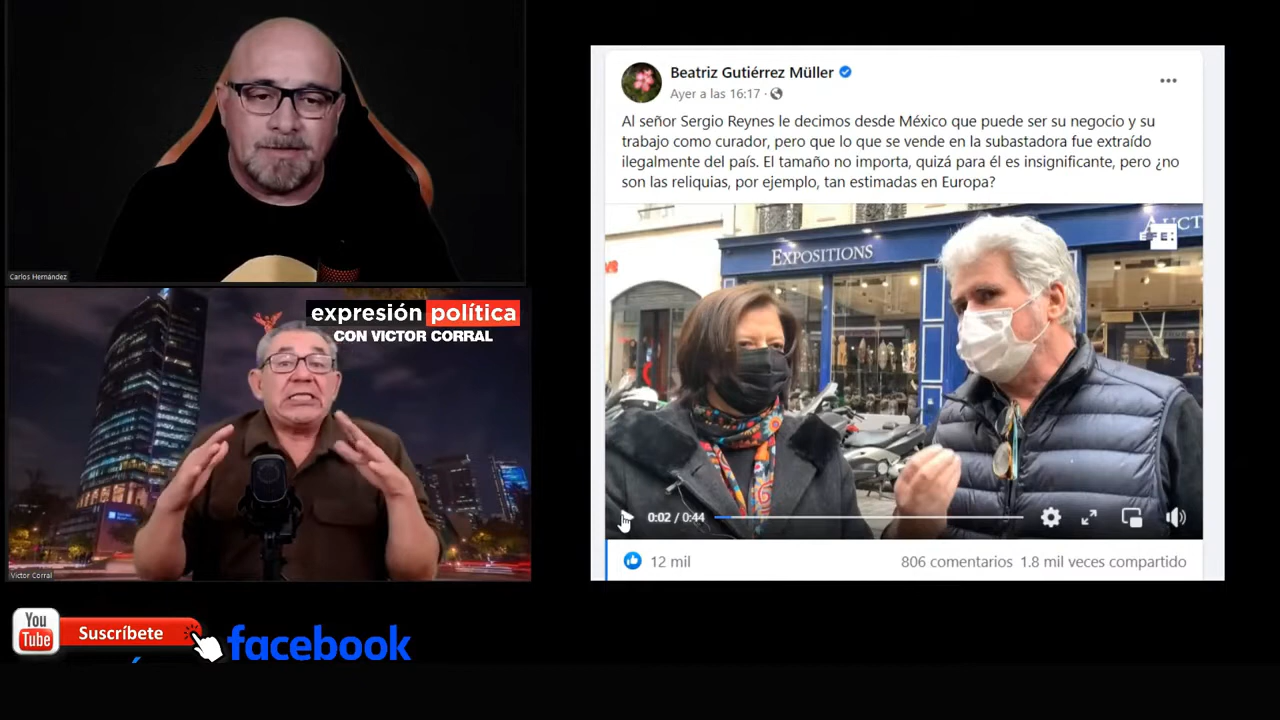 Carlos Hernández
expresión política
CON VICTOR CORRAL
Victor Corral
You
Tube
Suscríbete
facebook
Beatriz Gutiérrez Müller
Ayer a las 16:17 ·
Al señor Sergio Reynes le decimos desde México que puede ser su negocio y su
trabajo como curador, pero que lo que se vende en la subastadora fue extraído
ilegalmente del país. El tamaño no importa, quizá para él es insignificante, pero ¿no
son las reliquias, por ejemplo, tan estimadas en Europa?
EXPOSITIONS
AUCT
EFE:
0:02 / 0:44
12 mil
806 comentarios 1.8 mil veces compartido